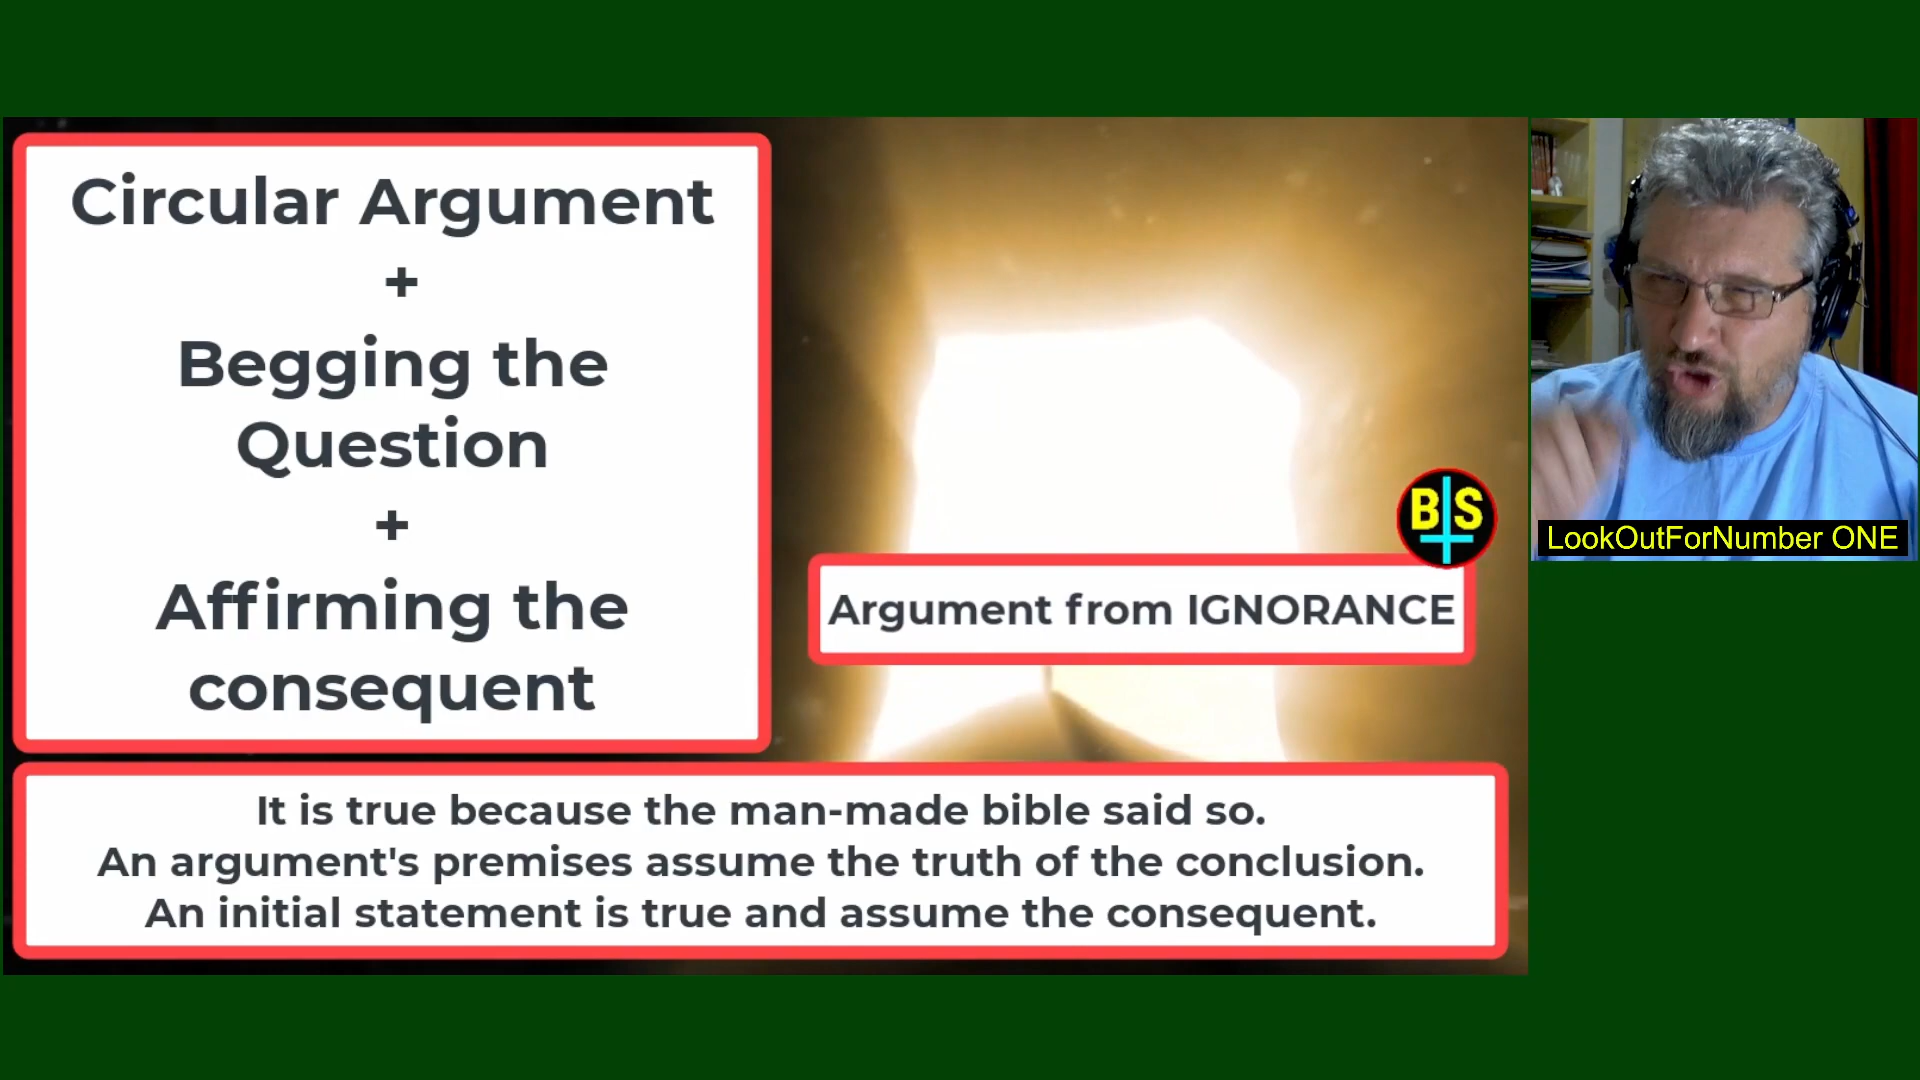 Circular Argument
+
Begging the
Question
+
Affirming the
consequent
BS
Argument from IGNORANCE
It is true because the man-made bible said so.
An argument's premises assume the truth of the conclusion.
An initial statement is true and assume the consequent.
LookOutForNumber ONE